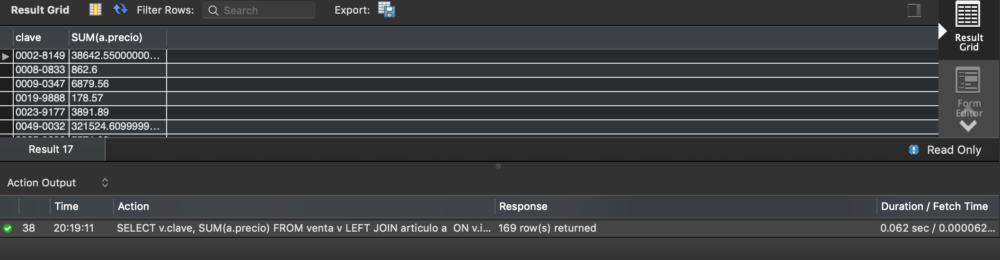 Result Grid Filter Rows: Search Export:
clave SUM(a.precio)
0002-8149 38642.55000000...
0008-0833 862.6
0009-0347 6879.56
0019-9888 178.57
0023-9177 3891.89
0049-0032 321524.6099999...
Result
Grid
Form
Editor
Result 17 Read Only
Action Output
Time Action Response Duration / Fetch Time
38 20:19:11 SELECT v.clave, SUM(a.precio) FROM venta v LEFT JOIN articulo a ON v.i... 169 row(s) returned 0.062 sec / 0.000062...